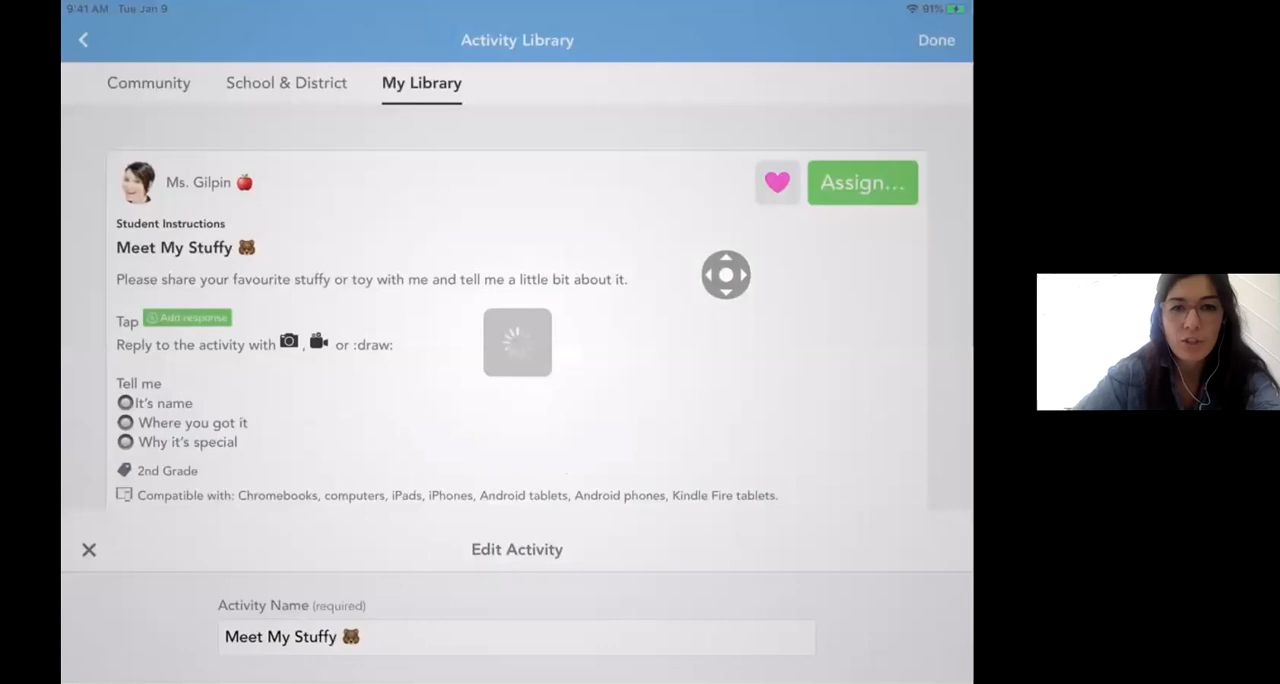 9:41 AM Tue Jan 9
91%
Activity Library
Done
Community
School & District
My Library
Ms. Gilpin 🍎
Assign...
Student Instructions
Meet My Stuffy 🐻
Please share your favourite stuffy or toy with me and tell me a little bit about it.
Tap Add response
Reply to the activity with 📷, 🎥 or :draw:
Tell me
🔘It's name
🔘 Where you got it
🔘 Why it's special
2nd Grade
Compatible with: Chromebooks, computers, iPads, iPhones, Android tablets, Android phones, Kindle Fire tablets.
Edit Activity
Activity Name (required)
Meet My Stuffy 🐻